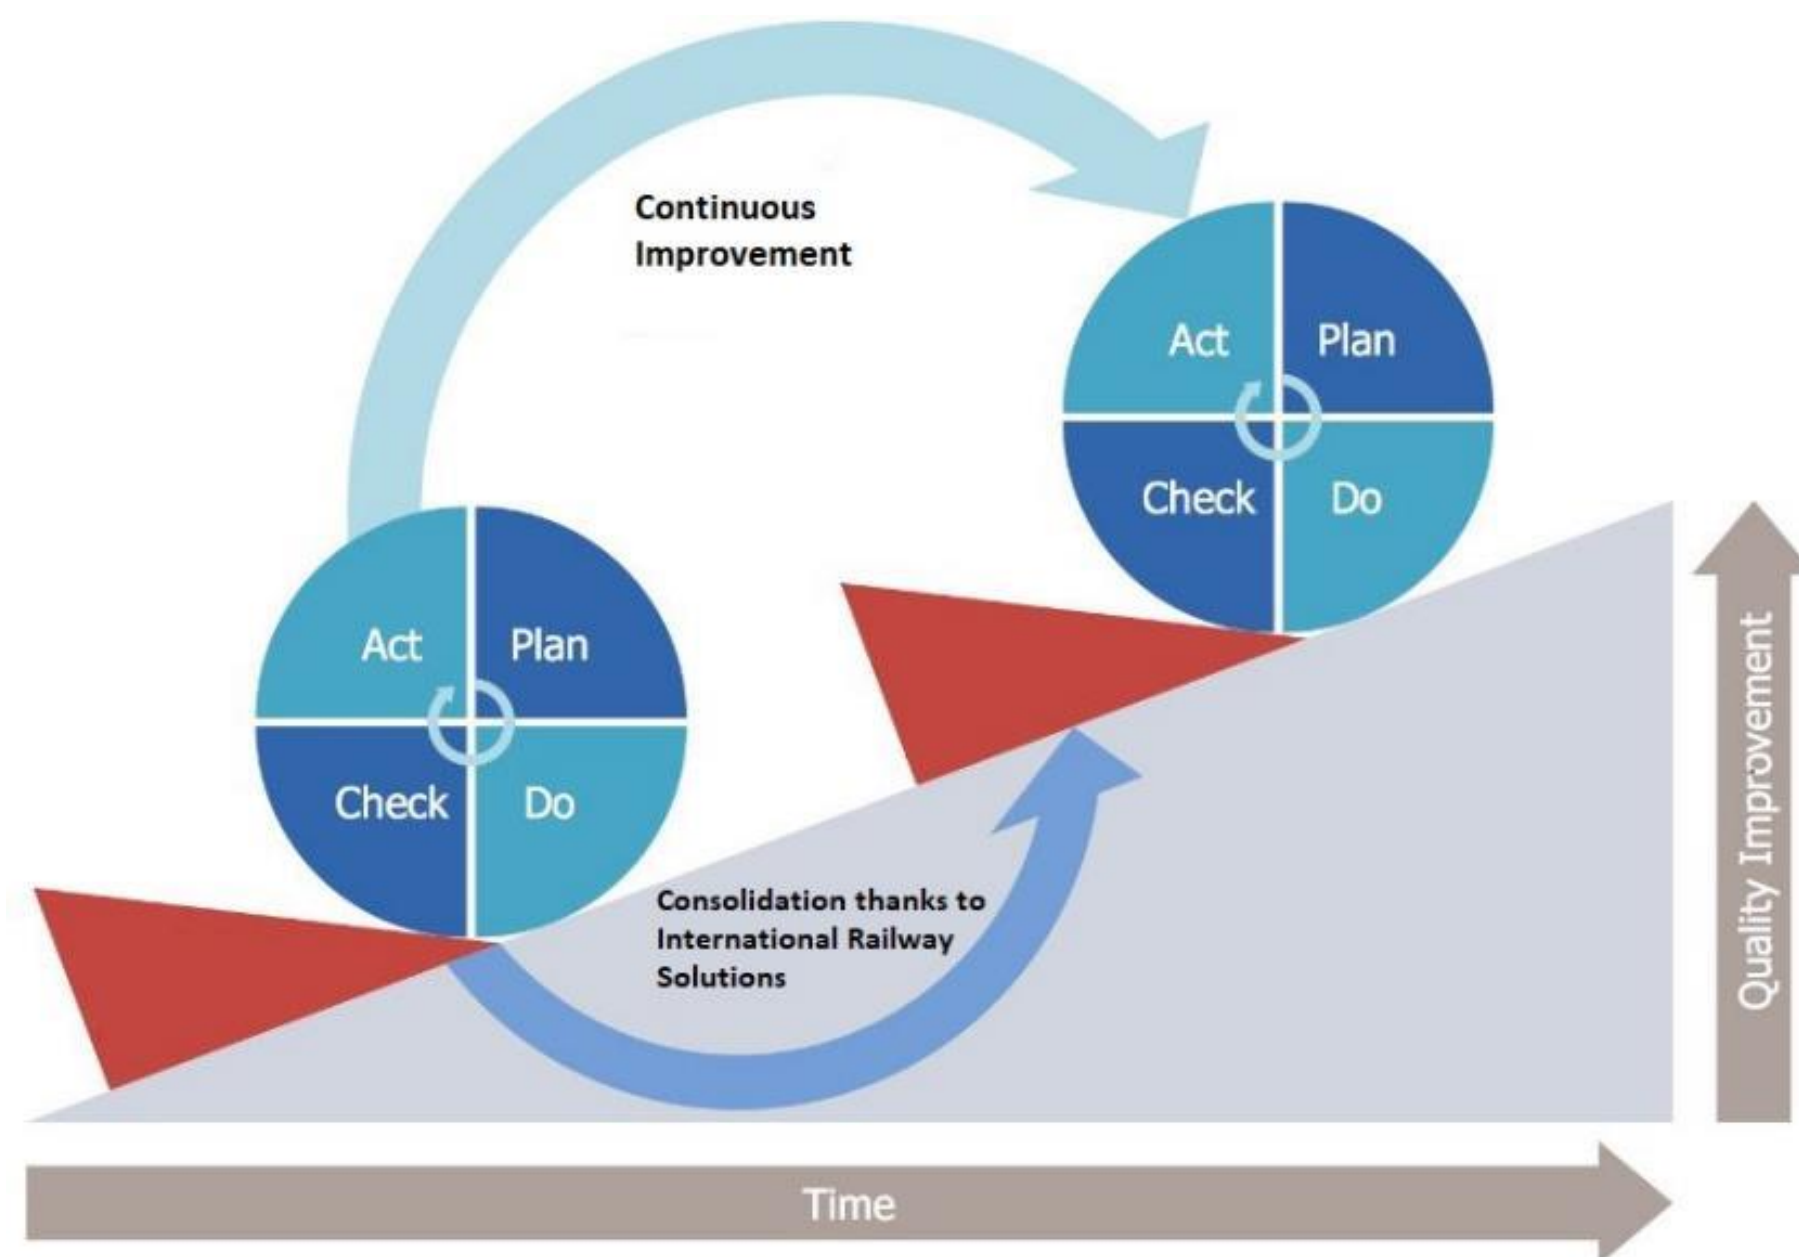 Continuous
Improvement
Act Plan
Check Do
Act Plan
Check Do
Consolidation thanks to
International Railway
Solutions
Quality Improvement
Time